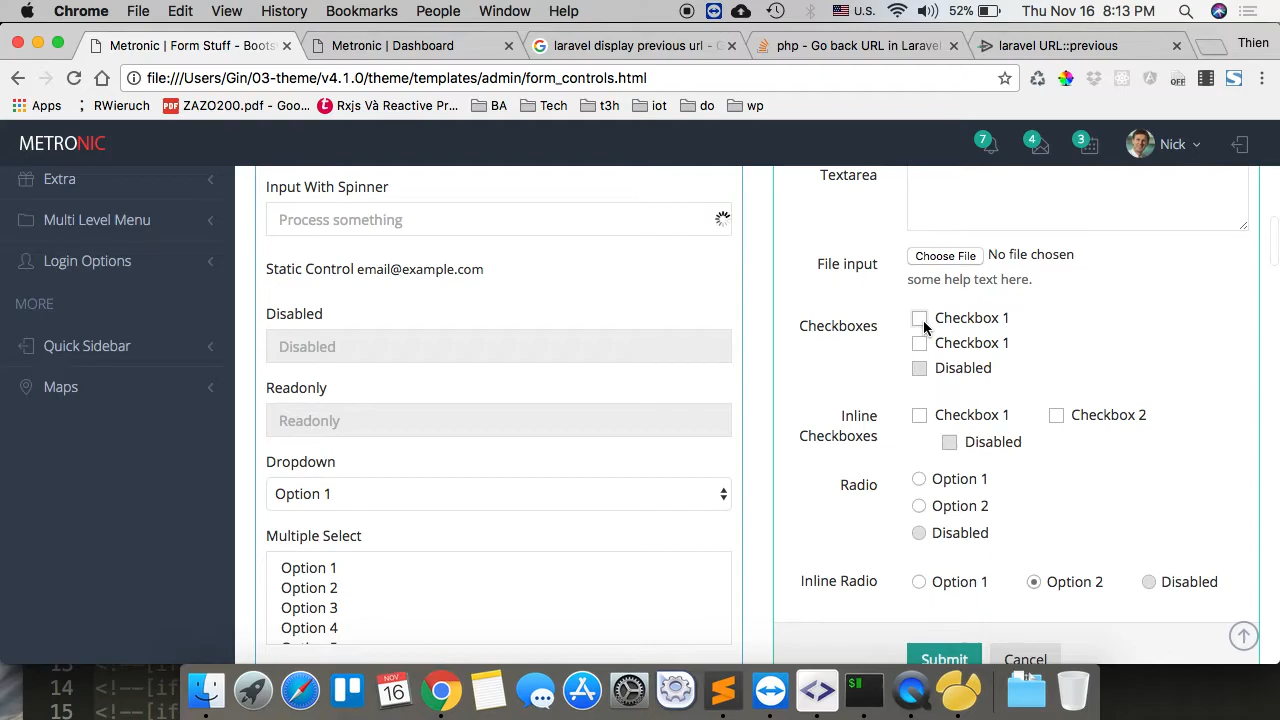 Chrome File Edit View History Bookmarks People Window Help U.S. 52% Thu Nov 16 8:13 PM
Metronic | Form Stuff - Boots Metronic | Dashboard laravel display previous url - G php - Go back URL in Laravel laravel URL::previous Thien
file:///Users/Gin/O3-theme/v4.1.0/theme/templates/admin/form_controls.html OFF
Apps RWieruch PDF ZAZO200.pdf - Goo... Rxjs Và Reactive Pr... BA Tech t3h iot do wp
METRONIC 7 4 3 Nick
Extra
Multi Level Menu
Login Options
MORE
Quick Sidebar
Maps
Input With Spinner
Process something
Static Control email@example.com
Disabled
Disabled
Readonly
Readonly
Dropdown
Option 1
Multiple Select
Option 1
Option 2
Option 3
Option 4
Textarea
File input Choose File No file chosen
some help text here.
Checkboxes Checkbox 1
Checkbox 1
Disabled
Inline Checkboxes Checkbox 1 Checkbox 2
Disabled
Radio Option 1
Option 2
Disabled
Inline Radio Option 1 Option 2 Disabled
Submit Cancel
14 <!--[if
15 <!--[if
NOV
16